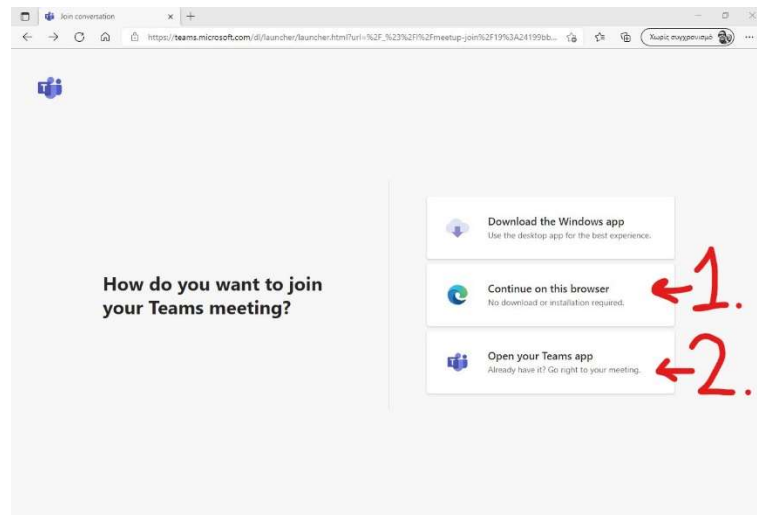 Join conversation
https://teams.microsoft.com/dl/launcher/launcher.html?url=%2F_%23%2Fl%2Fmeetup-join%2F19%3A24199bb...
Χωρίς συγχρονισμό
Download the Windows app
Use the desktop app for the best experience.
How do you want to join
your Teams meeting?
Continue on this browser
No download or installation required.
1.
Open your Teams app
Already have it? Go right to your meeting.
2.